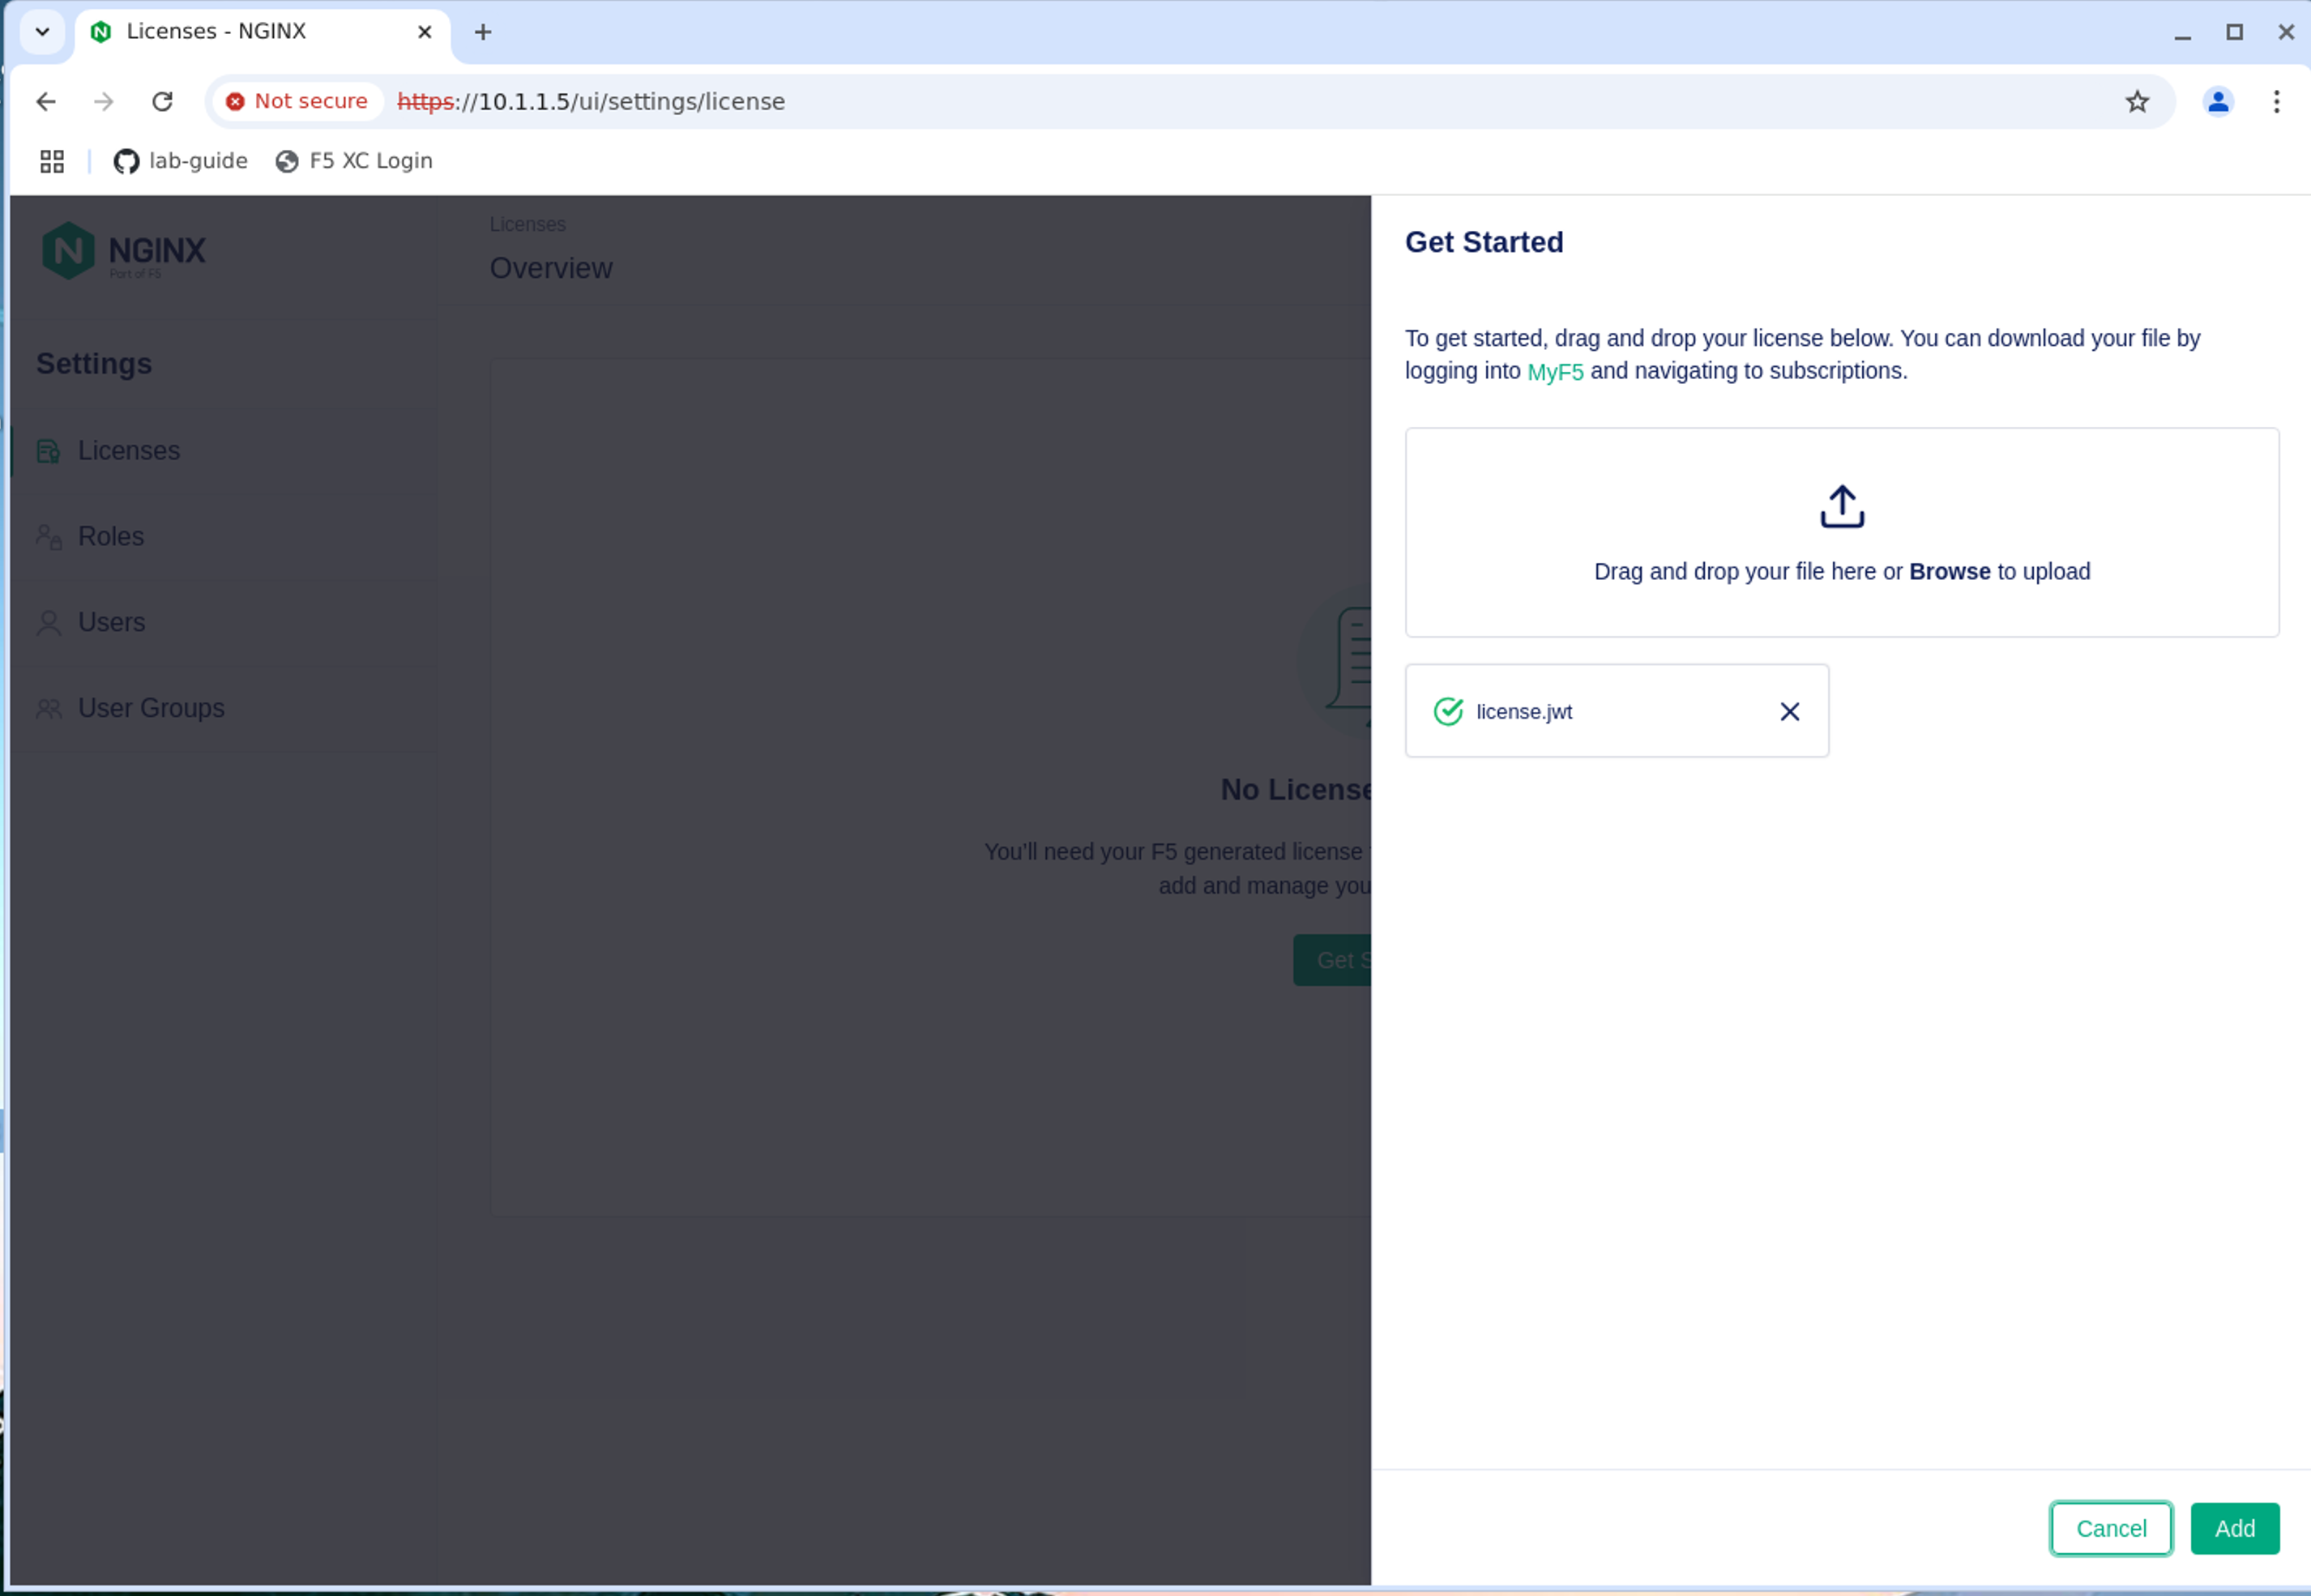 Licenses - NGINX
Not secure
https://10.1.1.5/ui/settings/license
lab-guide
F5 XC Login
NGINX
Part of F5
Settings
Licenses
Roles
Users
User Groups
Licenses
Overview
No License
You'll need your F5 generated license
add and manage you
Get S
Get Started
To get started, drag and drop your license below. You can download your file by
logging into MyF5 and navigating to subscriptions.
Drag and drop your file here or Browse to upload
license.jwt
Cancel
Add